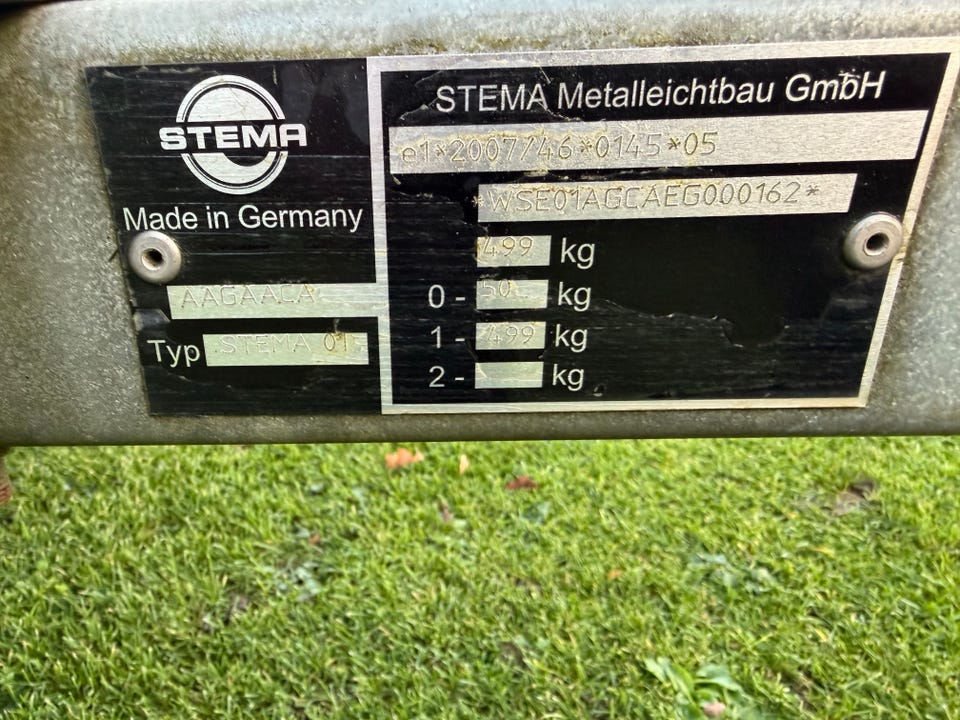 STEMA
Made in Germany
AAGAACA
Typ STEMA 01
STEMA Metalleichtbau GmbH
e1*2007/46*0145*05
*WSE01AGCAEG000162*
499 kg
0 - 50 kg
1 - 499 kg
2 - kg